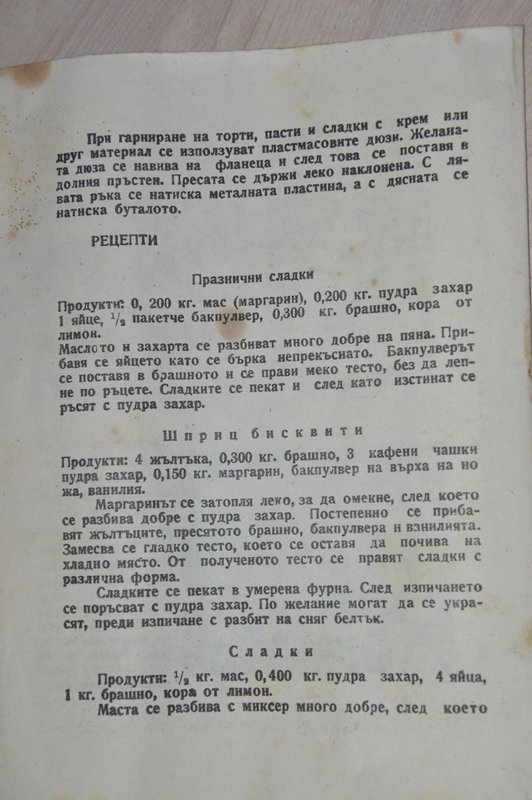 При гарниране на торти, пасти и сладки с крем или
друг материал се използуват пластмасовите дюзи. Желана-
та дюза се навива на фланеца и след това се поставя в
долния пръстен. Пресата се държи леко наклонена. С ля-
вата ръка се натиска металната пластина, а с дясната се
натиска буталото.
РЕЦЕПТИ
Празнични сладки
Продукти: 0, 200 кг. мас (маргарин), 0,200 кг. пудра захар
1 яйце, 1/2 пакетче бакпулвер, 0,300 кг. брашно, кора от
лимон.
Маслото и захарта се разбиват много добре на пяна. При-
бавя се яйцето като се бърка непрекъснато. Бакпулверът
се поставя в брашното и се прави меко тесто, без да леп-
не по ръцете. Сладките се пекат и след като изстинат се
ръсят с пудра захар.
Шприц бисквити
Продукти: 4 жълтъка, 0,300 кг. брашно, 3 кафени чашки
пудра захар, 0,150 кг. маргарин, бакпулвер на върха на но
жа, ванилия.
Маргаринът се затопля леко, за да омекне, след което
се разбива добре с пудра захар. Постепенно се приба-
вят жълтъците, пресятото брашно, бакпулвера н взнилията.
Замесва се гладко тесто, което се оставя да почива на
хладно място. От полученото тесто се правят сладки с
различна форма.
Сладките се пекат в умерена фурна. След изпичането
се поръсват с пудра захар. По желание могат да се укра-
сят, преди изпичане с разбит на сняг белтък.
Сладки
Продукти: 1/2 кг. мас, 0,400 кг. пудра захар, 4 яйца,
1 кг. брашно, кора от лимон.
Маста се разбива с миксер много добре, след което